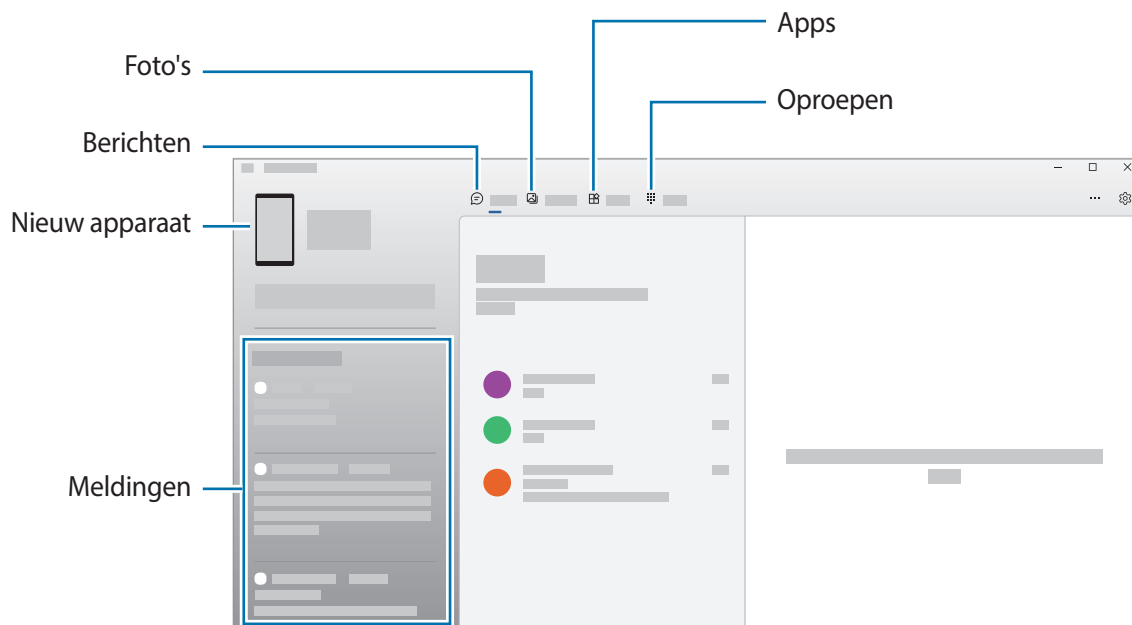 Apps
Foto's
Oproepen
Berichten
Nieuw apparaat
Meldingen